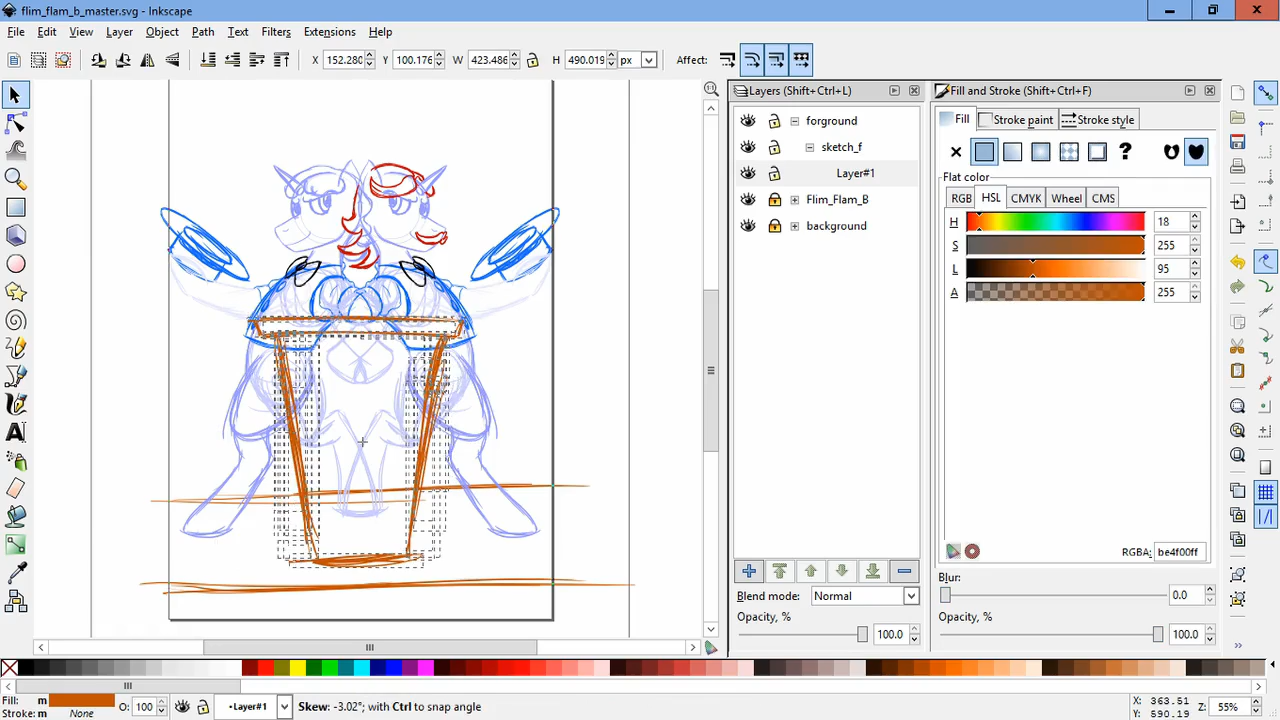 flim_flam_b_master.svg - Inkscape
File Edit View Layer Object Path Text Filters Extensions Help
X 152.280 Y 100.176 W 423.486 H 490.019 px Affect:
Layers (Shift+Ctrl+L)
Fill and Stroke (Shift+Ctrl+F)
forground
sketch_f
Layer#1
Flim_Flam_B
background
Fill Stroke paint Stroke style
?
Flat color
RGB HSL CMYK Wheel CMS
H 18
S 255
L 95
A 255
RGBA: be4f00ff
Blend mode: Normal
Opacity, %
100.0
Blur:
0.0
Opacity, %
100.0
Fill: m
Stroke: m None
O: 100
•Layer#1
Skew: -3.02°; with Ctrl to snap angle
X: 363.51
Y: 590.19
Z: 55%